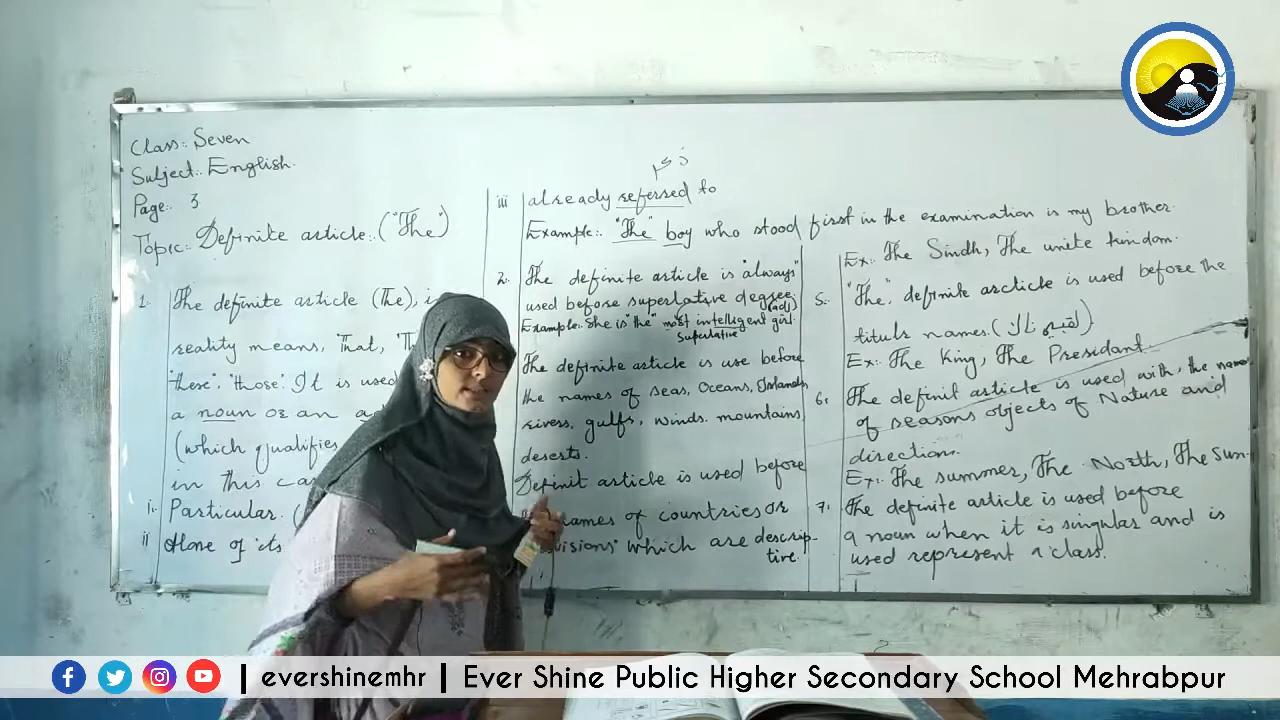 Class:. Seven
Subject:. English.
Page:. 3
Topic:. Definite article:. ("The")
1. The definite article (The), i
reality means, "That, "Th
"these", "those". It is used
a noun or an a
(which qualifies
in this ca
i. Particular. (
ii None of its
iii already referred to
Example:. "The" boy who stood first in the examination is my brother.
2. The definite article is "always"
used before superlative degree (adj)
Example:. She is "the" most intelligent girl.
superlative
The definite article is use before
the names of seas, Oceans, Islands
rivers, gulfs, winds. mountains,
deserts.
Definit article is used before
names of countries or
visions" which are descrip-
tive.
Ex:. The Sindh, The unite kindom.
5. "The", definite arcticle is used before the
tituls names. ( )
Ex:. The King, The Presidant.
6. The definit article is used with, the names
of seasons objects of Nature and
direction.
Ex:. The summer, The North, The Sun.
7. The definite article is used before
a noun when it is singular and is
used represent a class.
| evershinemhr | Ever Shine Public Higher Secondary School Mehrabpur